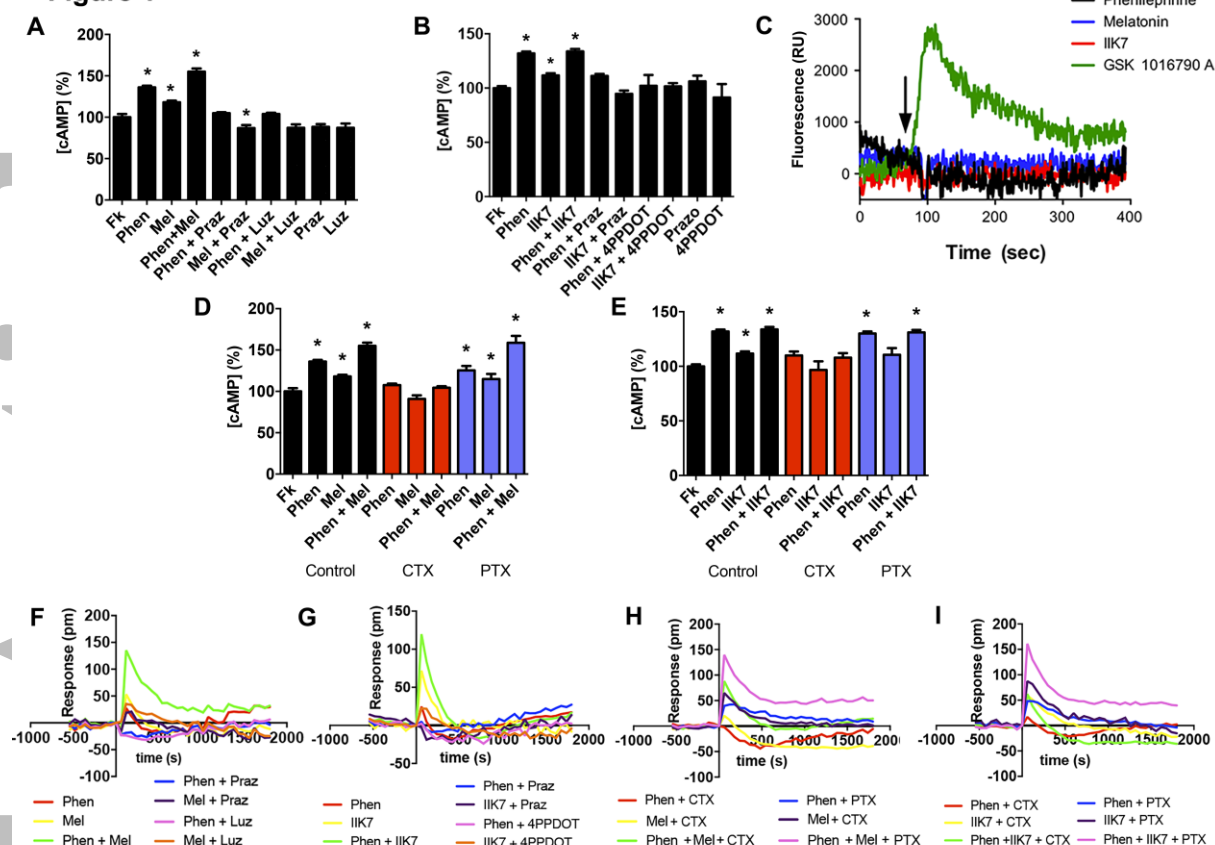 A
[cAMP] (%)
200
150
100
50
0
* * * *
Fk
Phen
Mel
Phen+Mel
Phen + Praz
Mel + Praz
Phen + Luz
Mel + Luz
Praz
Luz
B
[cAMP] (%)
150
100
50
0
* * *
Fk
Phen
IIK7
Phen + IIK7
Phen + Praz
IIK7 + Praz
Phen + 4PPDOT
IIK7 + 4PPDOT
Prazo
4PPDOT
C
Fluorescence (RU)
3000
2000
1000
0
0 100 200 300 400
Time (sec)
Phenlleprinne
Melatonin
IIK7
GSK 1016790 A
D
[cAMP] (%)
200
150
100
50
0
* * * * * *
Fk
Phen
Mel
Phen + Mel
Phen
Mel
Phen + Mel
Phen
Mel
Phen + Mel
Control CTX PTX
E
[cAMP] (%)
150
100
50
0
* * * * *
Fk
Phen
IIK7
Phen + IIK7
Phen
IIK7
Phen + IIK7
Phen
IIK7
Phen + IIK7
Control CTX PTX
F
Response (pm)
200
150
100
50
-50
-100
-1000 -500 500 1000 1500 2000
time (s)
Phen
Mel
Phen + Mel
Phen + Praz
Mel + Praz
Phen + Luz
Mel + Luz
G
Response (pm)
150
100
50
-50
-1000 -500 500 1000 1500 2000
time (s)
Phen
IIK7
Phen + IIK7
Phen + Praz
IIK7 + Praz
Phen + 4PPDOT
IIK7 + 4PPDOT
H
Response (pm)
200
150
100
50
0
-50
-100
-1000 -500 500 1000 1500 200
time (s)
Phen + CTX
Mel + CTX
Phen +Mel+ CTX
Phen + PTX
Mel+ CTX
Phen + Mel + PTX
I
Response (pm)
200
150
100
50
0
-50
-100
-1000 -500 500 1000 1500 2000
time (s)
Phen + CTX
IIK7 + CTX
Phen +IIK7 + CTX
Phen + PTX
IIK7 + PTX
Phen + IIK7 + PTX